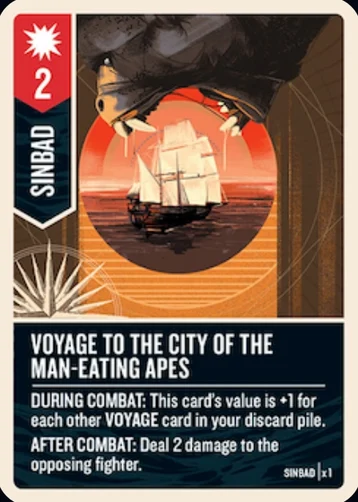 2
SINBAD
VOYAGE TO THE CITY OF THE
MAN-EATING APES
DURING COMBAT: This card's value is +1 for
each other VOYAGE card in your discard pile.
AFTER COMBAT: Deal 2 damage to the
opposing fighter.
SINBAD | x1